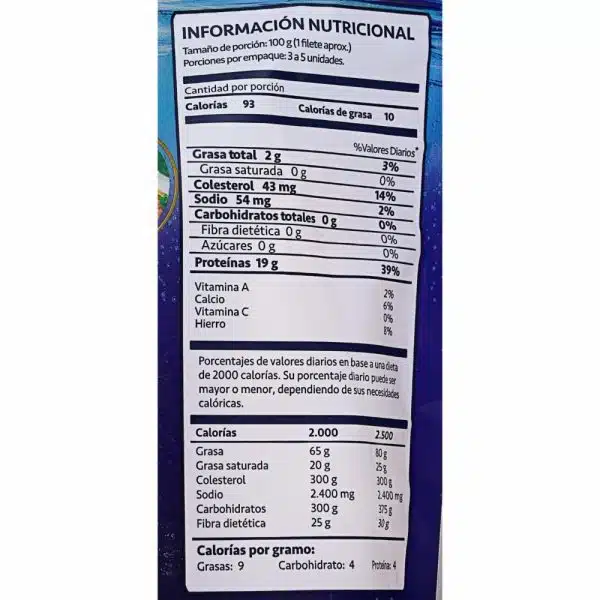 INFORMACIÓN NUTRICIONAL
Tamaño de porción: 100 g (1 filete aprox.)
Porciones por empaque: 3 a 5 unidades.
Cantidad por porción
Calorías 93 Calorías de grasa 10
%Valores Diarios*
Grasa total 2 g 3%
Grasa saturada 0 g 0%
Colesterol 43 mg 14%
Sodio 54 mg 2%
Carbohidratos totales 0 g 0%
Fibra dietética 0 g 0%
Azúcares 0 g 0%
Proteínas 19 g 39%
Vitamina A 2%
Calcio 6%
Vitamina C 0%
Hierro 8%
Porcentajes de valores diarios en base a una dieta
de 2000 calorías. Su porcentaje diario puede ser
mayor o menor, dependiendo de sus necesidades
calóricas.
Calorías 2.000 2.500
Grasa 65 g 80 g
Grasa saturada 20 g 25 g
Colesterol 300 g 300 g
Sodio 2.400 mg 2.400 mg
Carbohidratos 300 g 375 g
Fibra dietética 25 g 30 g
Calorías por gramo:
Grasas: 9 Carbohidrato: 4 Proteína: 4